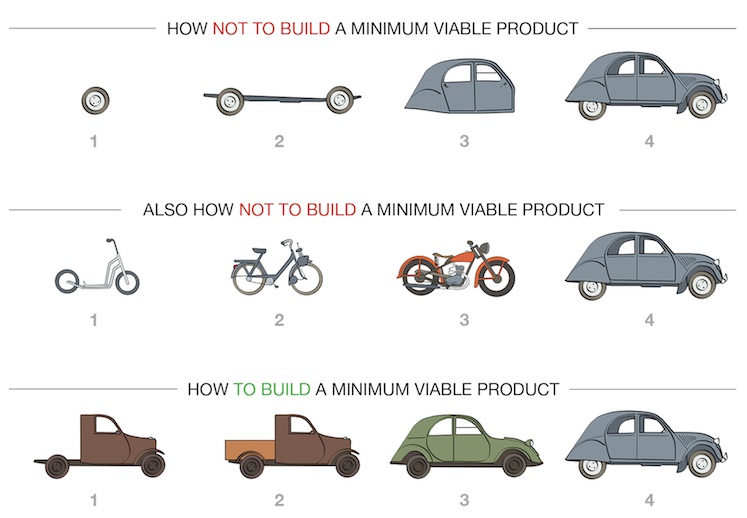 HOW NOT TO BUILD A MINIMUM VIABLE PRODUCT
1 2 3 4
ALSO HOW NOT TO BUILD A MINIMUM VIABLE PRODUCT
1 2 3 4
HOW TO BUILD A MINIMUM VIABLE PRODUCT
1 2 3 4